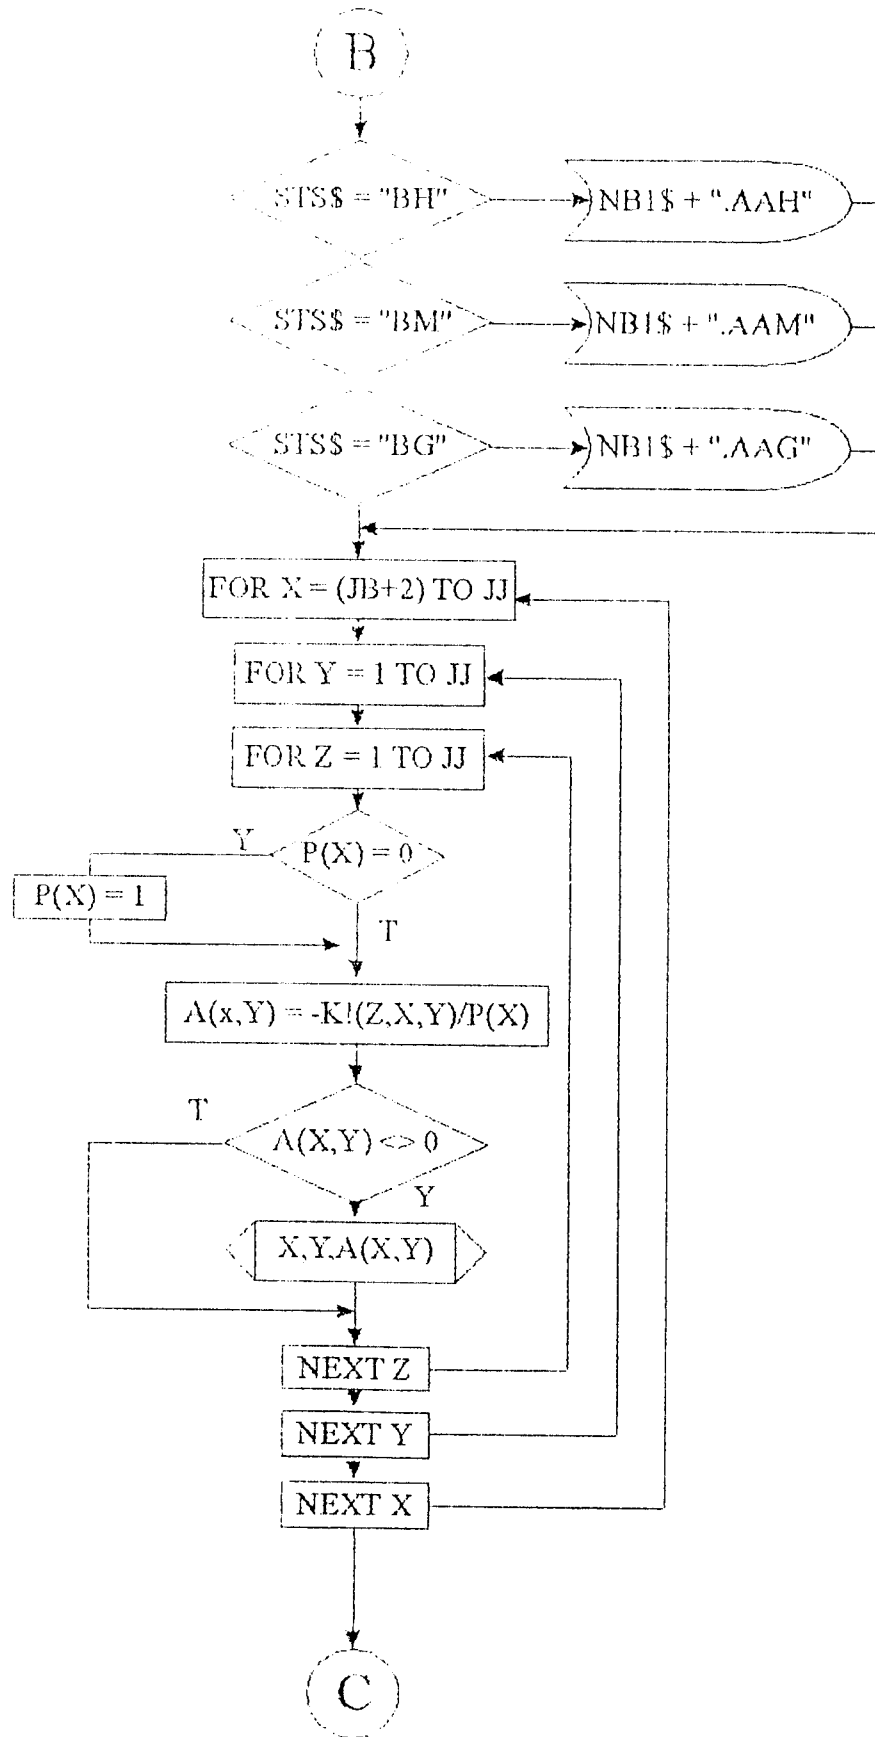 B
STS$ = "BH"
NB1$ + ".AAH"
STS$ = "BM"
NB1$ + ".AAM"
STS$ = "BG"
NB1$ + ".AAG"
FOR X = (JB+2) TO JJ
FOR Y = 1 TO JJ
FOR Z = 1 TO JJ
Y
P(X) = 0
P(X) = 1
T
A(x,Y) = -K!(Z,X,Y)/P(X)
T
A(X,Y) <> 0
Y
X,Y,A(X,Y)
NEXT Z
NEXT Y
NEXT X
C